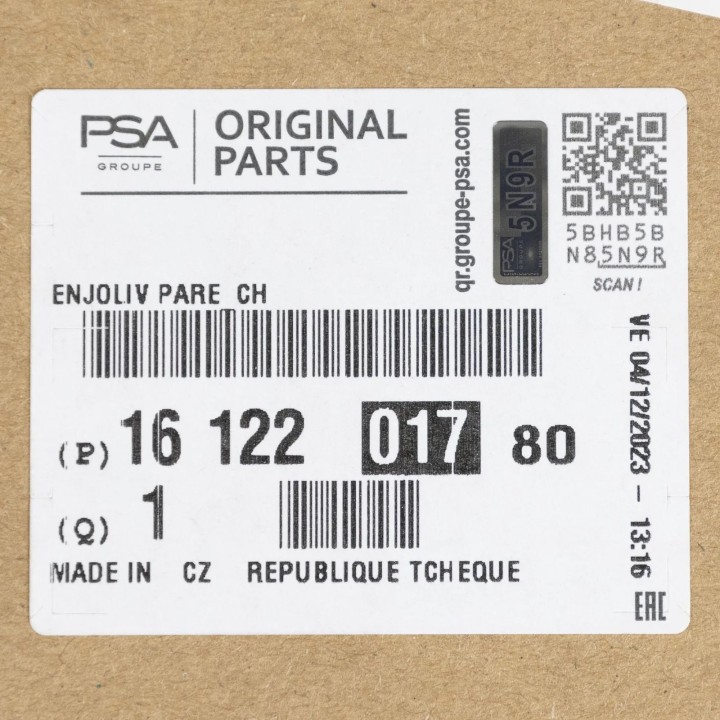 PSA
GROUPE
ORIGINAL
PARTS
qr.groupe-psa.com
PSA
5N9R
5BHB5B
N85N9R
SCAN!
ENJOLIV PARE CH
(P) 16 122 017 80
(Q) 1
MADE IN CZ REPUBLIQUE TCHEQUE
VE 04/12/2023 - 13:16
EAC